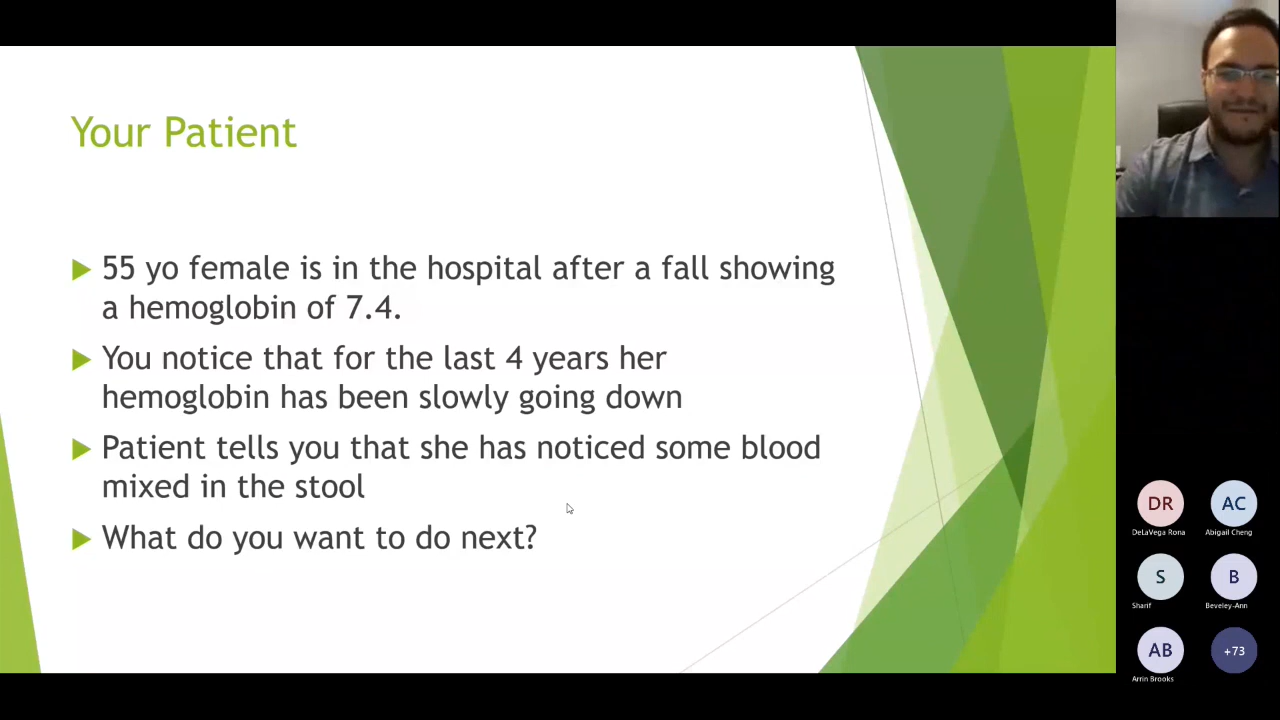 Your Patient
55 yo female is in the hospital after a fall showing
a hemoglobin of 7.4.
You notice that for the last 4 years her
hemoglobin has been slowly going down
Patient tells you that she has noticed some blood
mixed in the stool
What do you want to do next?
DR
AC
DeLaVega Rona
Abigail Cheng
S
B
Sharif
Beveley-Ann
AB
+73
Arrin Brooks